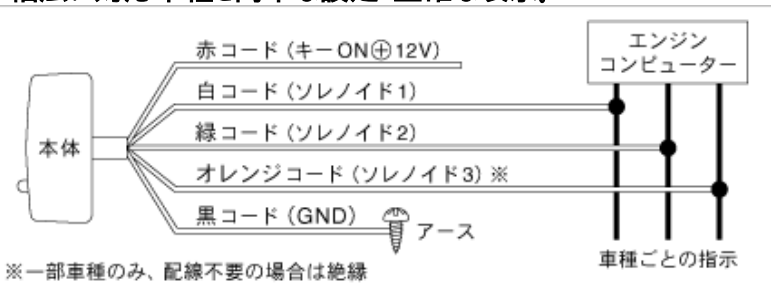 赤コード(キーON⊕12V)
白コード(ソレノイド1)
緑コード(ソレノイド2)
オレンジコード(ソレノイド3)※
黒コード(GND)
アース
本体
エンジン
コンピューター
車種ごとの指示
※一部車種のみ、配線不要の場合は絶縁